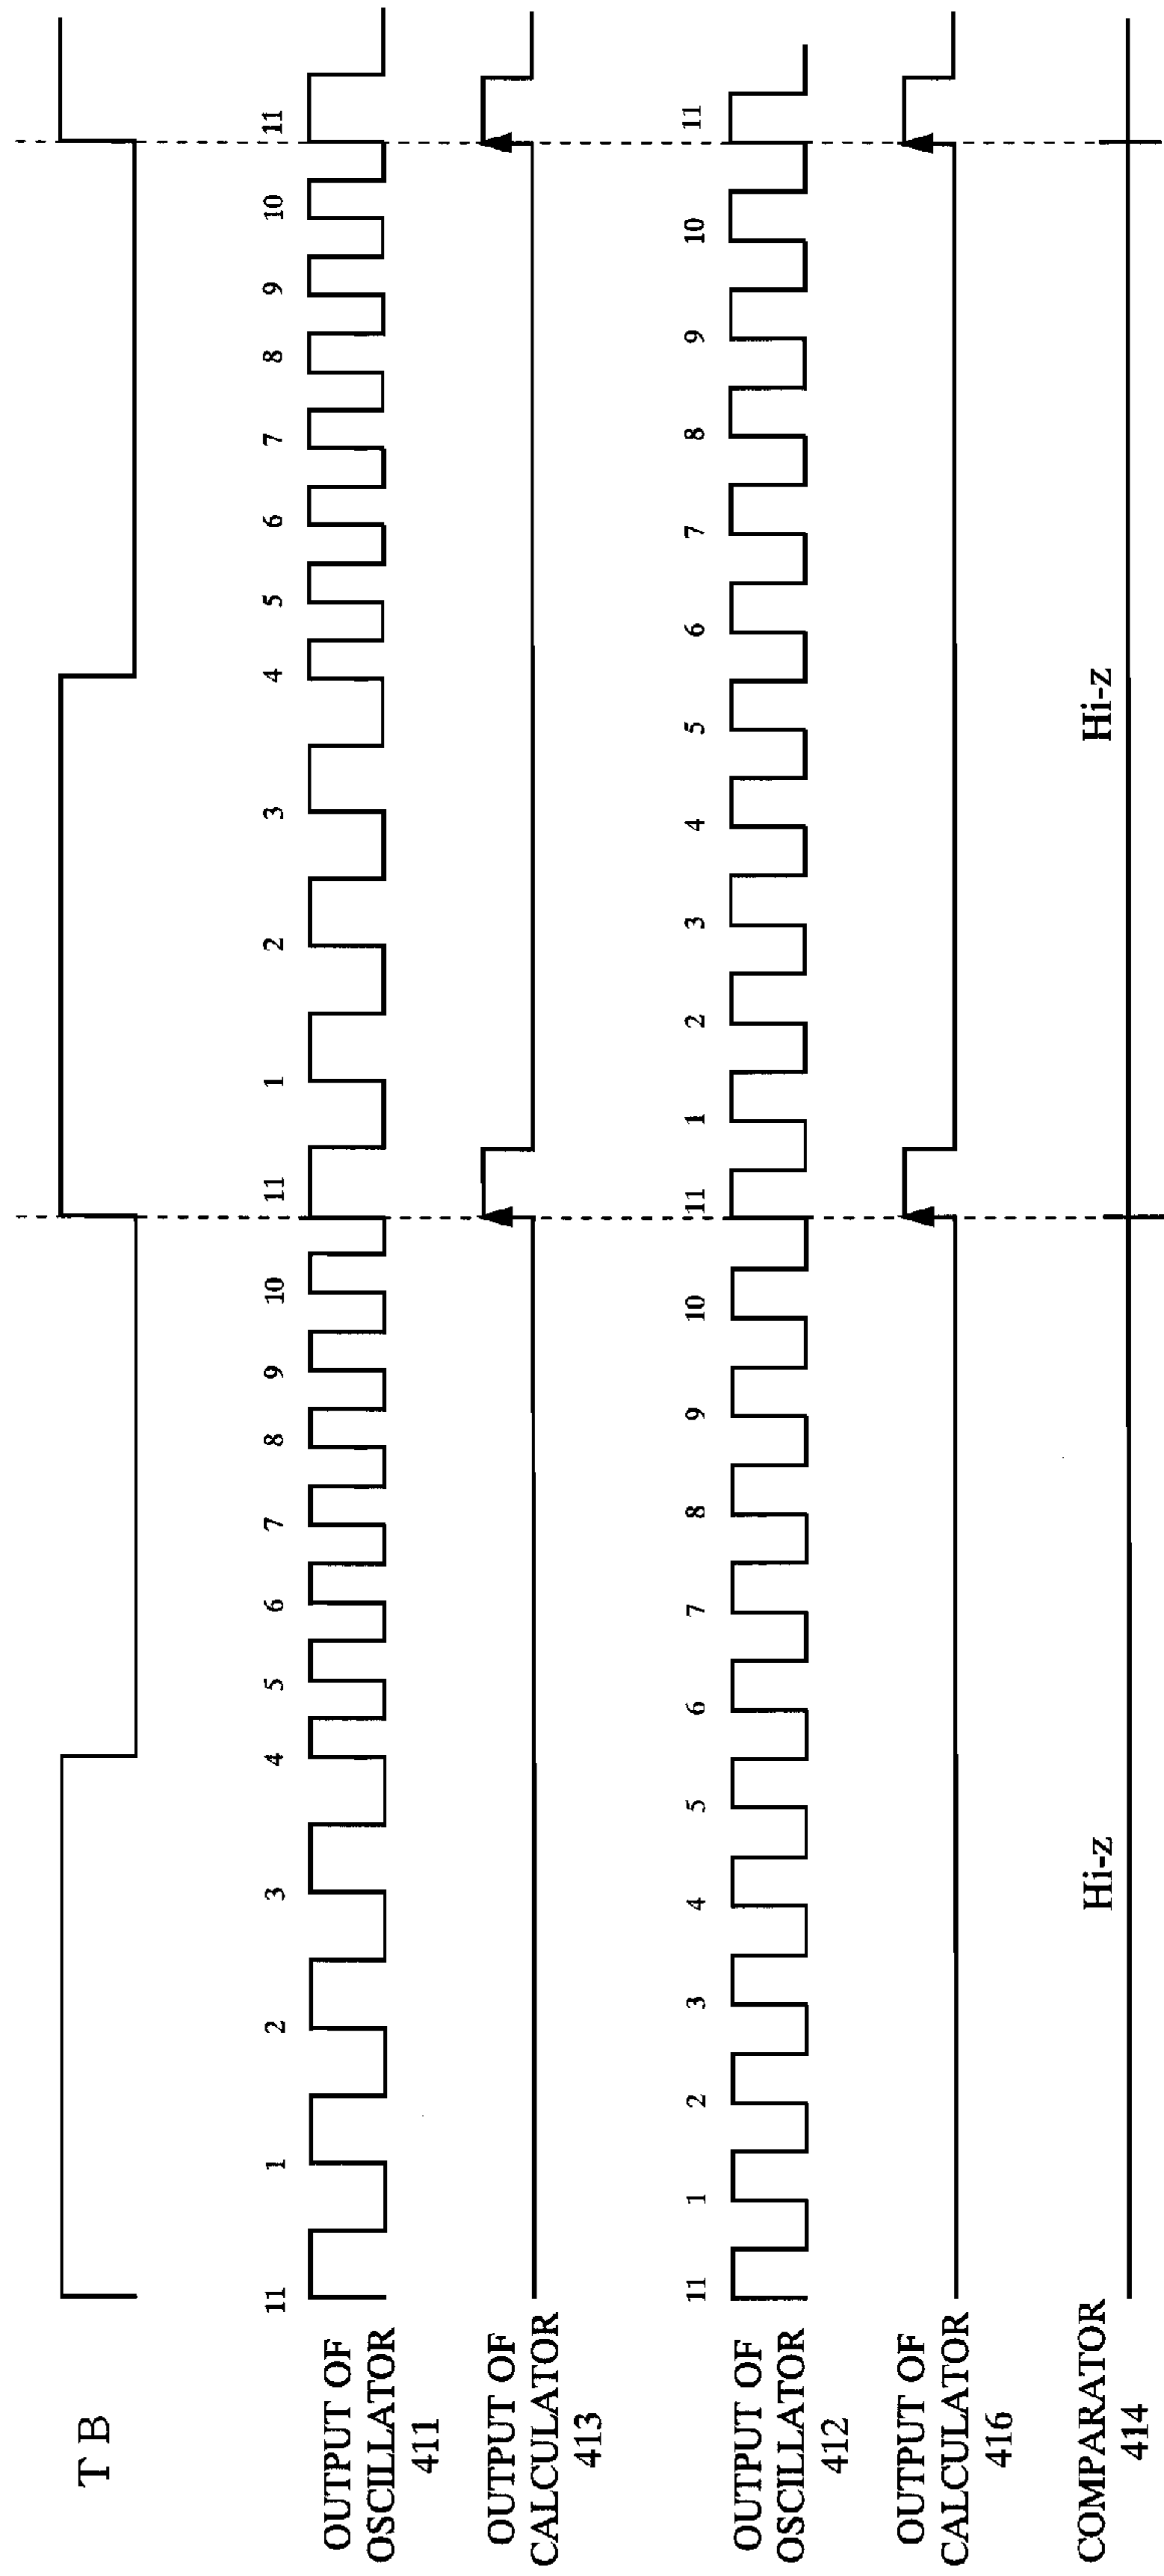 T B
11 1 2 3 4 5 6 7 8 9 10 11 1 2 3 4 5 6 7 8 9 10 11
OUTPUT OF
OSCILLATOR
411
OUTPUT OF
CALCULATOR
413
11 1 2 3 4 5 6 7 8 9 10 11 1 2 3 4 5 6 7 8 9 10 11
OUTPUT OF
OSCILLATOR
412
OUTPUT OF
CALCULATOR
416
Hi-z Hi-z
COMPARATOR
414